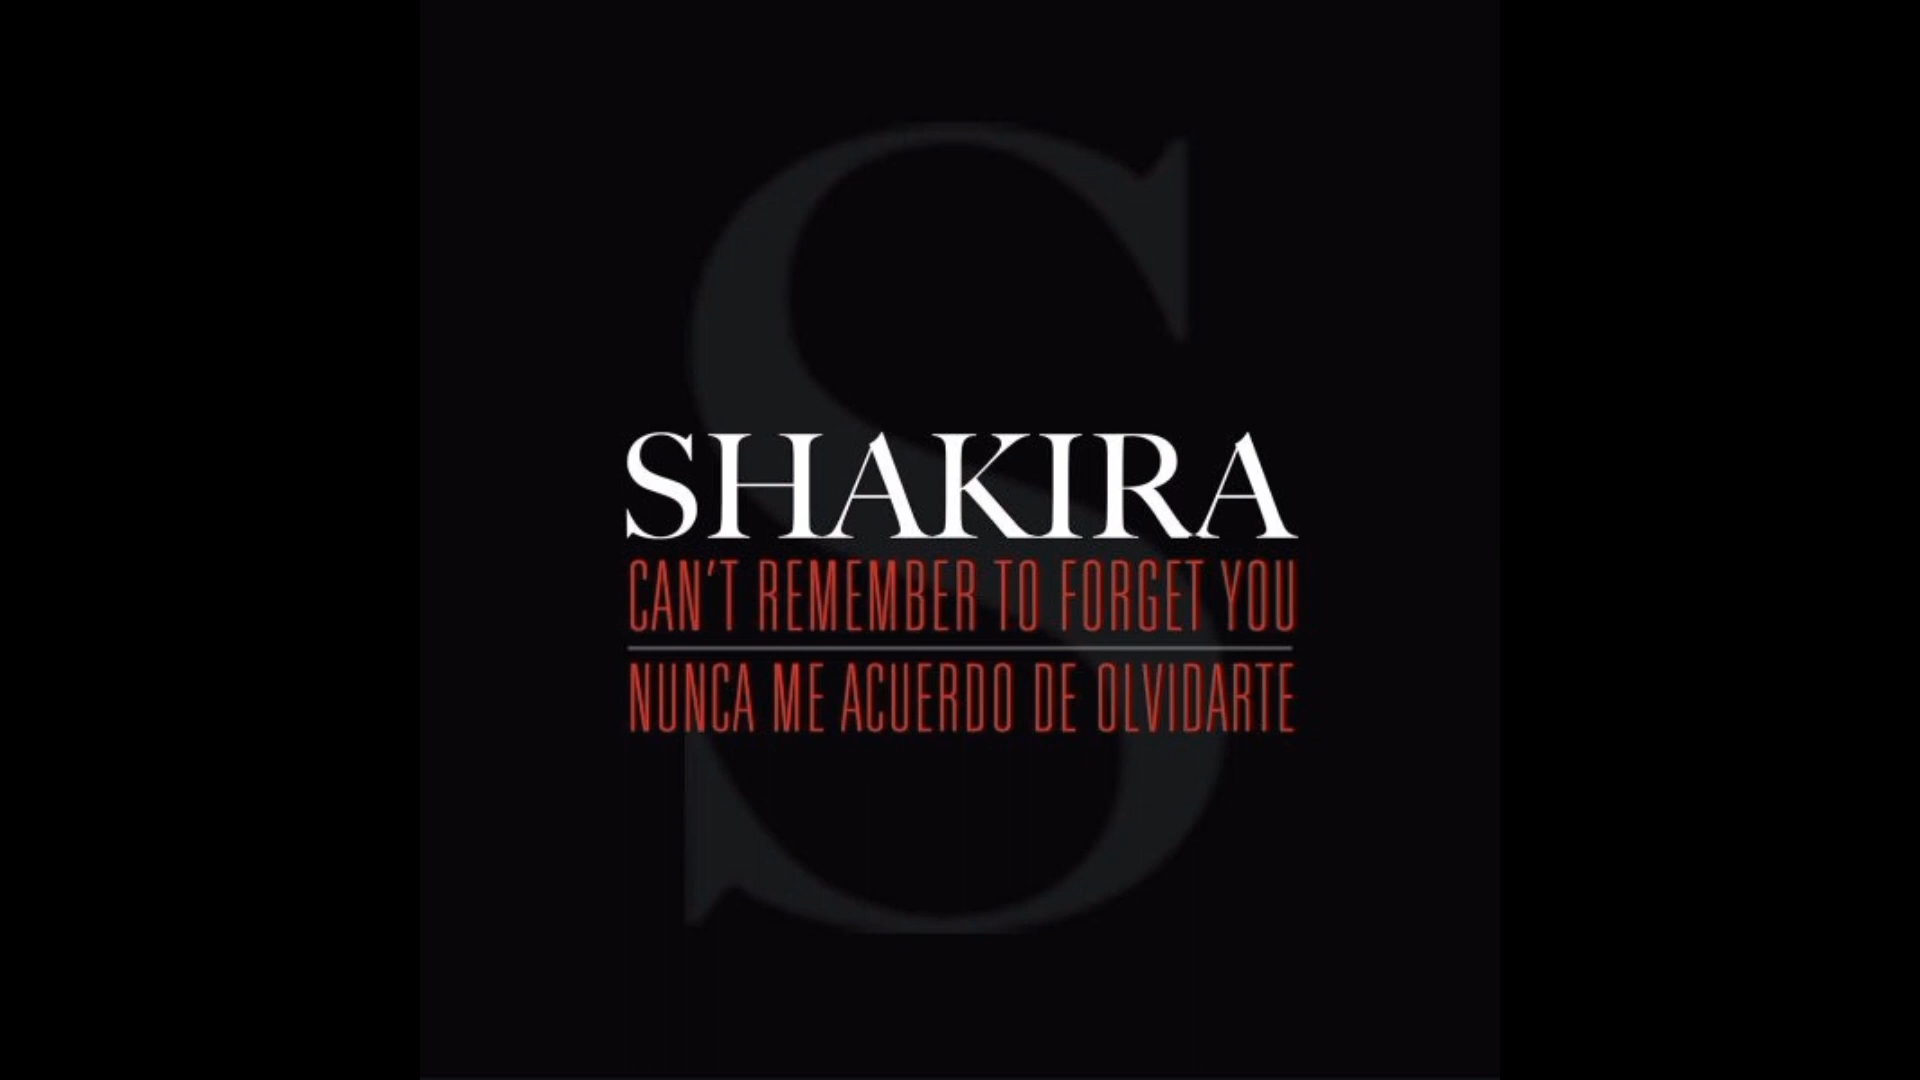 S
SHAKIRA
CAN'T REMEMBER TO FORGET YOU
NUNCA ME ACUERDO DE OLVIDARTE